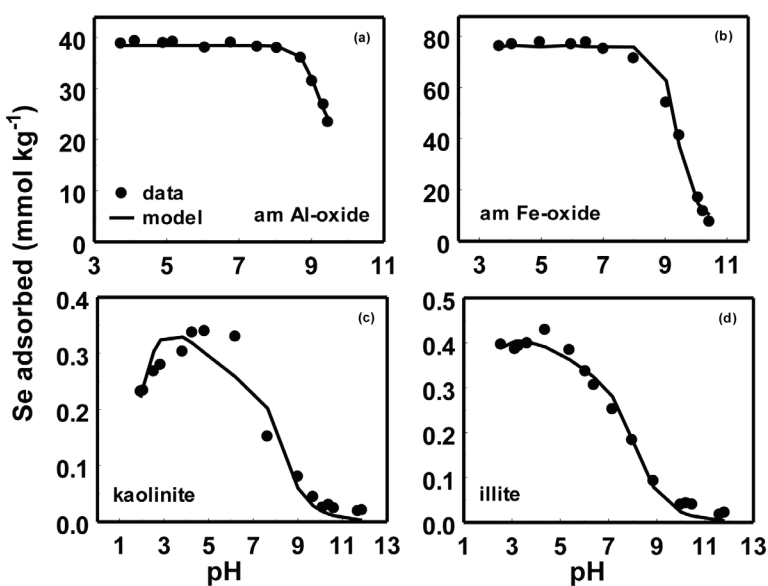 Se adsorbed (mmol kg⁻¹)
40
30
20
10
0
(a)
data
model
am Al-oxide
3 5 7 9 11
80
60
40
20
0
(b)
am Fe-oxide
3 5 7 9 11
0.4
0.3
0.2
0.1
0.0
(c)
kaolinite
1 3 5 7 9 11 13
pH
0.5
0.4
0.3
0.2
0.1
0.0
(d)
illite
1 3 5 7 9 11 13
pH